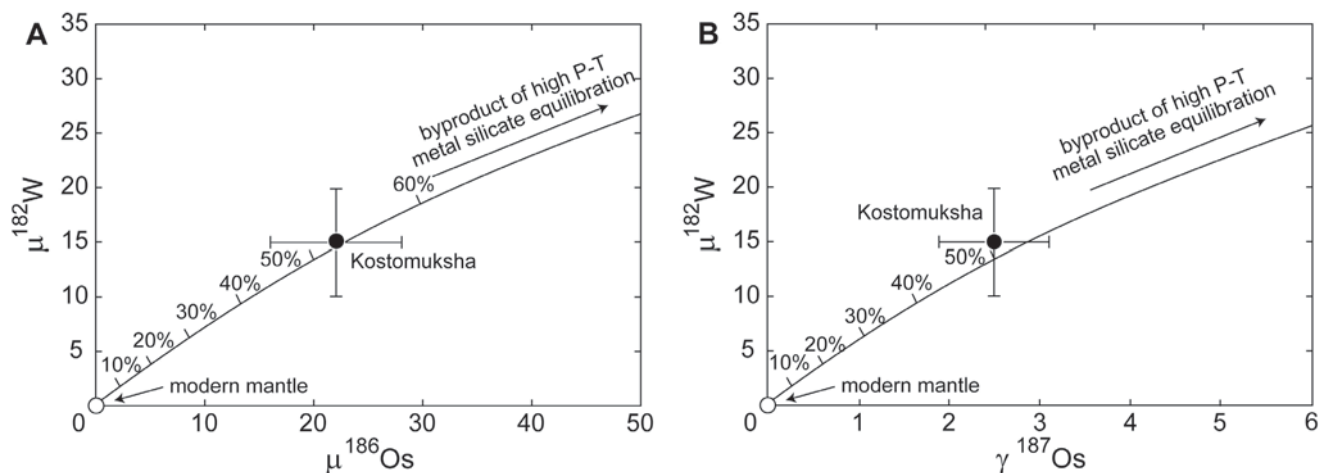 A
35
30
25
20
15
10
5
0
10
20
30
40
50
μ182W
μ186Os
byproduct of high P-T
metal silicate equilibration
60%
50%
40%
30%
20%
10%
Kostomuksha
modern mantle
B
35
30
25
20
15
10
5
0
1
2
3
4
5
6
μ182W
γ 187Os
byproduct of high P-T
metal silicate equilibration
Kostomuksha
50%
40%
30%
20%
10%
modern mantle